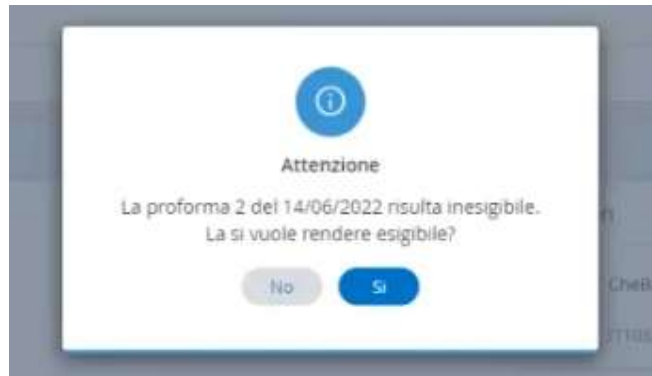 Attenzione
La proforma 2 del 14/06/2022 risulta inesigibile.
La si vuole rendere esigibile?
No
Si